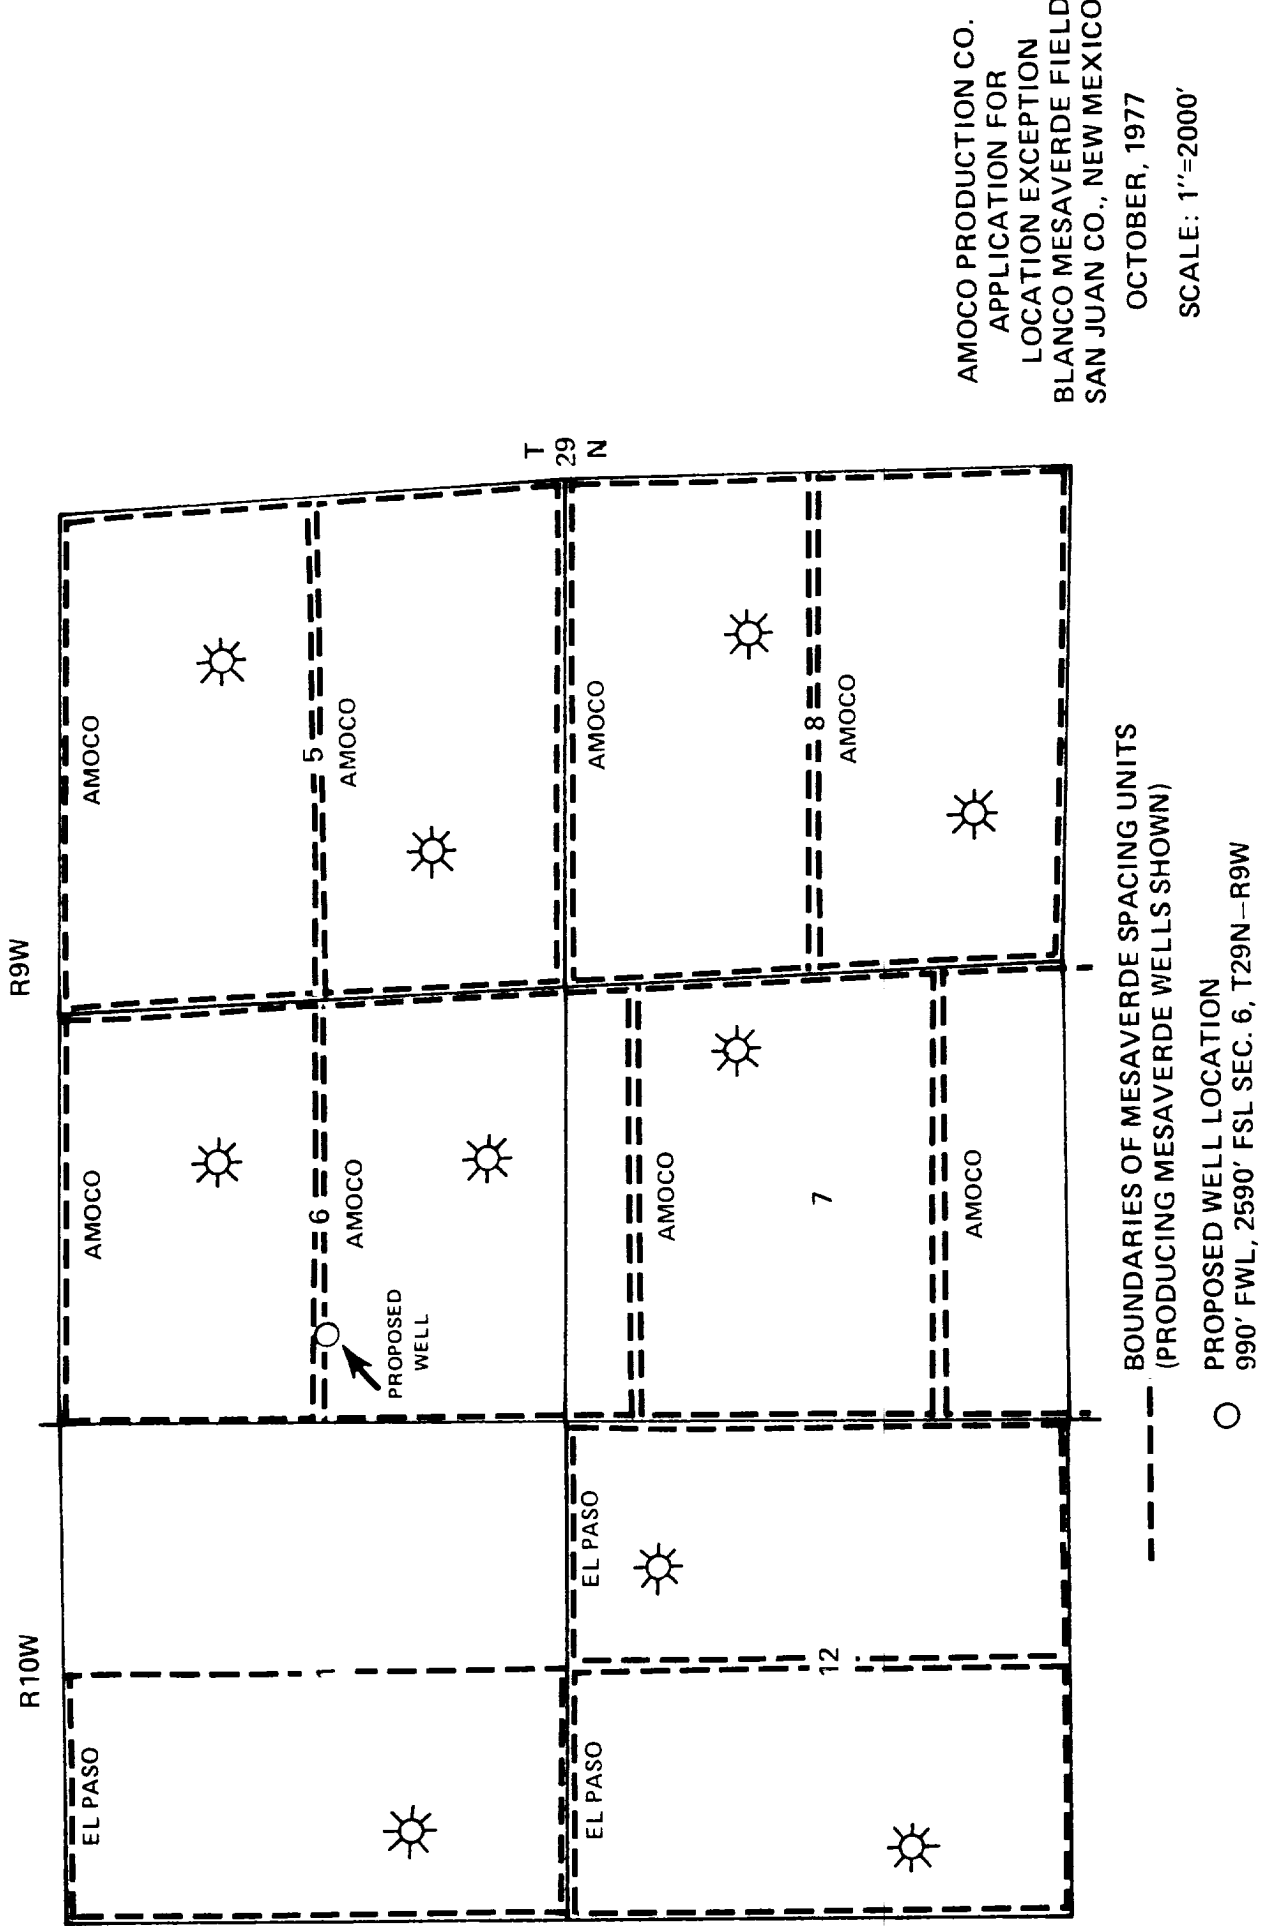 R10W
R9W
EL PASO
AMOCO
AMOCO
1
6
5
AMOCO
AMOCO
PROPOSED
WELL
T
29
N
EL PASO
EL PASO
AMOCO
AMOCO
12
7
8
AMOCO
AMOCO
BOUNDARIES OF MESAVERDE SPACING UNITS
(PRODUCING MESAVERDE WELLS SHOWN)
PROPOSED WELL LOCATION
990' FWL, 2590' FSL SEC. 6, T29N–R9W
AMOCO PRODUCTION CO.
APPLICATION FOR
LOCATION EXCEPTION
BLANCO MESAVERDE FIELD
SAN JUAN CO., NEW MEXICO
OCTOBER, 1977
SCALE: 1''=2000'